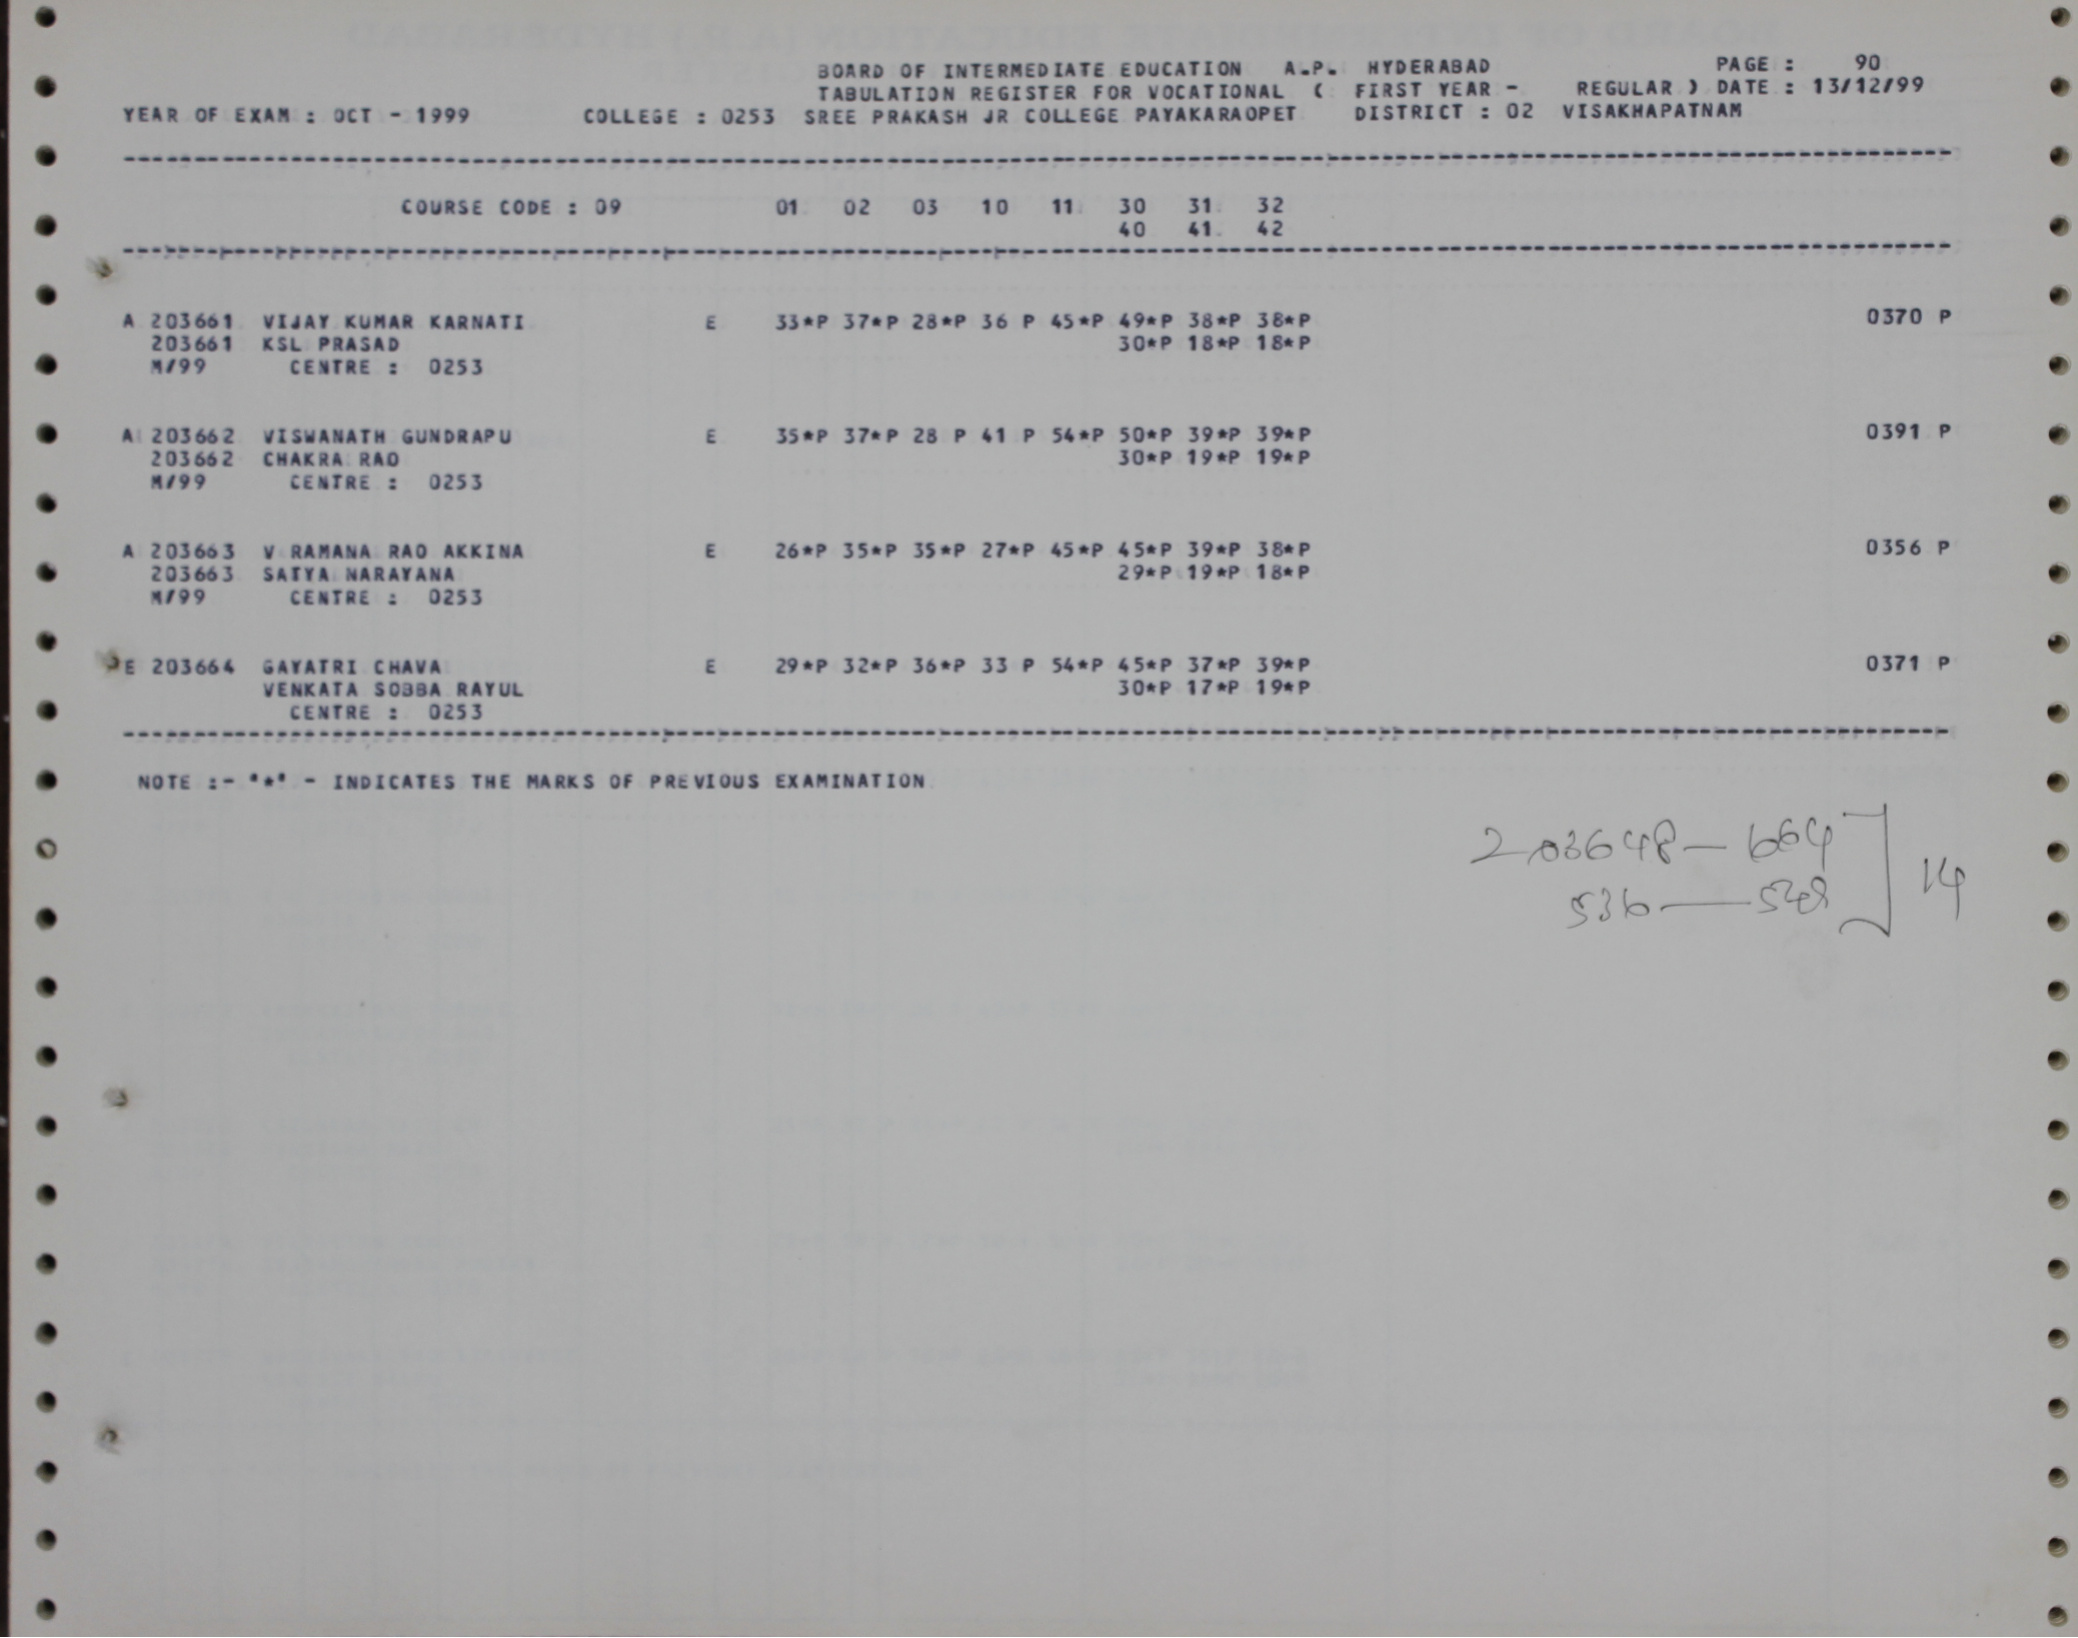 BOARD OF INTERMEDIATE EDUCATION A.P. HYDERABAD PAGE : 90
TABULATION REGISTER FOR VOCATIONAL ( FIRST YEAR - REGULAR ) DATE : 13/12/99
YEAR OF EXAM : OCT - 1999 COLLEGE : 0253 SREE PRAKASH JR COLLEGE PAYAKARAOPET DISTRICT : 02 VISAKHAPATNAM
COURSE CODE : 09 01 02 03 10 11 30 31 32
40 41 42
A 203661 VIJAY KUMAR KARNATI E 33*P 37*P 28*P 36 P 45*P 49*P 38*P 38*P 0370 P
203661 KSL PRASAD 30*P 18*P 18*P
M/99 CENTRE : 0253
A 203662 VISWANATH GUNDRAPU E 35*P 37*P 28 P 41 P 54*P 50*P 39*P 39*P 0391 P
203662 CHAKRA RAO 30*P 19*P 19*P
M/99 CENTRE : 0253
A 203663 V RAMANA RAO AKKINA E 26*P 35*P 35*P 27*P 45*P 45*P 39*P 38*P 0356 P
203663 SATYA NARAYANA 29*P 19*P 18*P
M/99 CENTRE : 0253
E 203664 GAYATRI CHAVA E 29*P 32*P 36*P 33 P 54*P 45*P 37*P 39*P 0371 P
VENKATA SOBBA RAYUL 30*P 17*P 19*P
CENTRE : 0253
NOTE :- "*" - INDICATES THE MARKS OF PREVIOUS EXAMINATION
203648 — 664
536 — 14